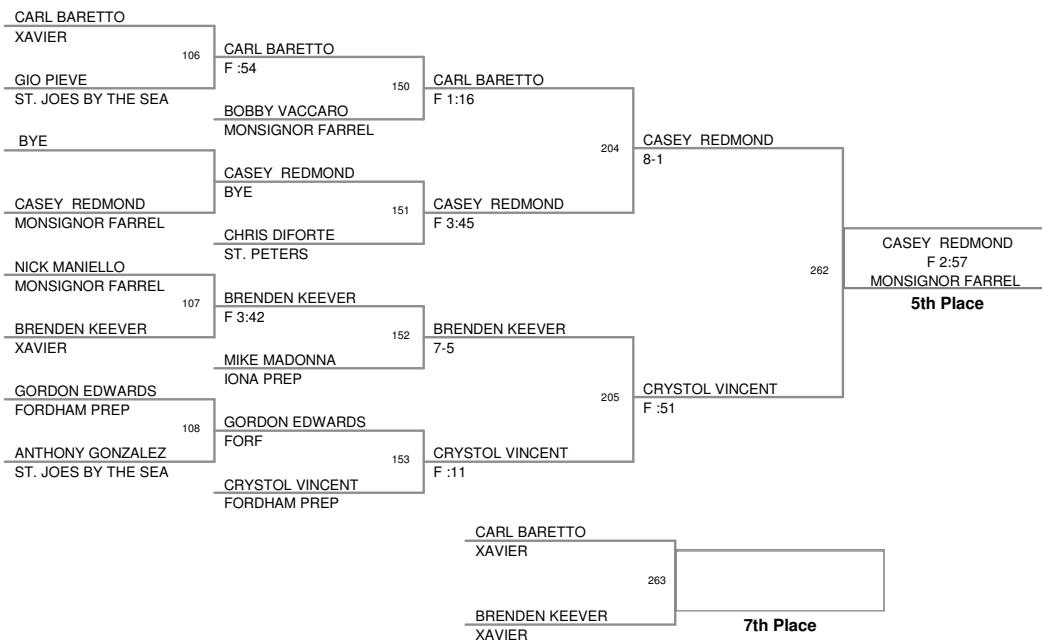 CARL BARETTO
XAVIER
106
GIO PIEVE
ST. JOES BY THE SEA
BYE
CASEY REDMOND
MONSIGNOR FARREL
NICK MANIELLO
MONSIGNOR FARREL
107
BRENDEN KEEVER
XAVIER
GORDON EDWARDS
FORDHAM PREP
108
ANTHONY GONZALEZ
ST. JOES BY THE SEA
CARL BARETTO
F :54
150
BOBBY VACCARO
MONSIGNOR FARREL
CASEY REDMOND
BYE
151
CHRIS DIFORTE
ST. PETERS
BRENDEN KEEVER
F 3:42
152
MIKE MADONNA
IONA PREP
GORDON EDWARDS
FORF
153
CRYSTOL VINCENT
FORDHAM PREP
CARL BARETTO
F 1:16
204
CASEY REDMOND
F 3:45
BRENDEN KEEVER
7-5
205
CRYSTOL VINCENT
F :11
CASEY REDMOND
8-1
262
CRYSTOL VINCENT
F :51
CASEY REDMOND
F 2:57
MONSIGNOR FARREL
5th Place
CARL BARETTO
XAVIER
263
BRENDEN KEEVER
XAVIER
7th Place